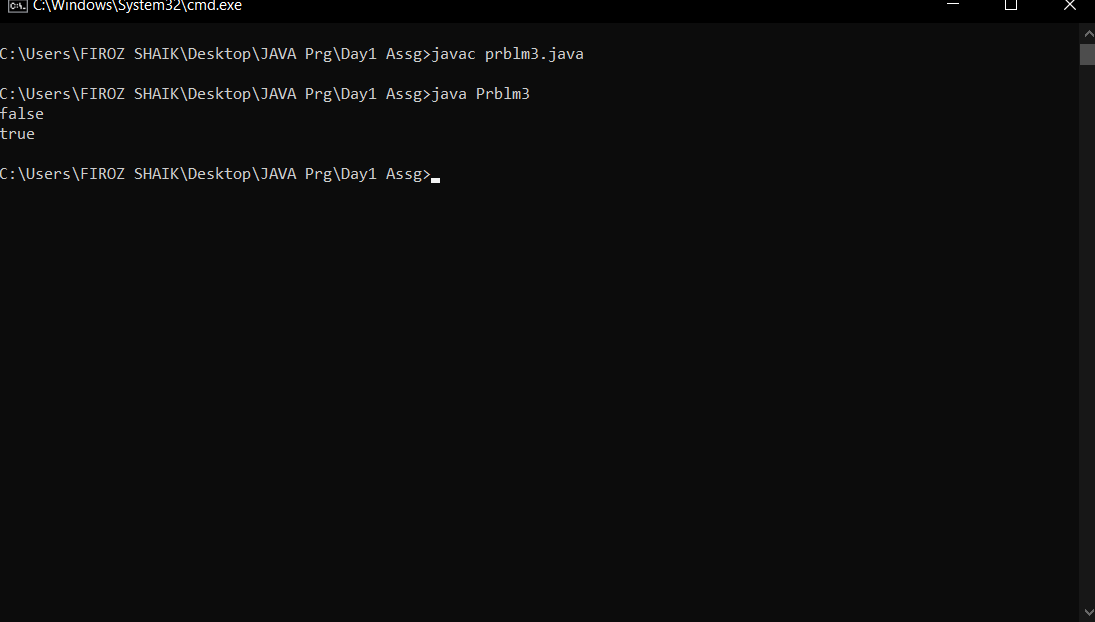 C:\Windows\System32\cmd.exe
C:\Users\FIROZ SHAIK\Desktop\JAVA Prg\Day1 Assg>javac prblm3.java
C:\Users\FIROZ SHAIK\Desktop\JAVA Prg\Day1 Assg>java Prblm3
false
true
C:\Users\FIROZ SHAIK\Desktop\JAVA Prg\Day1 Assg>